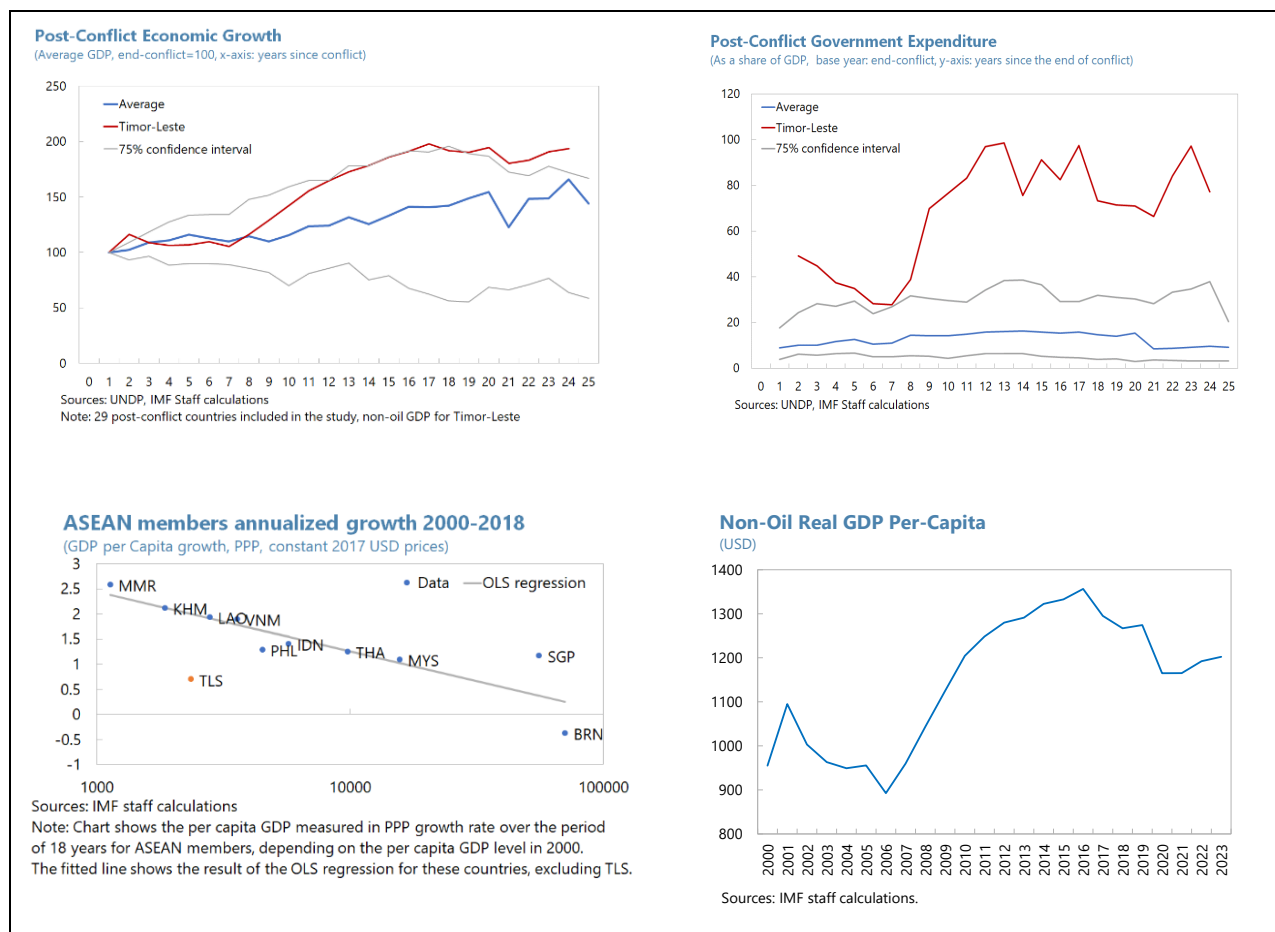 Post-Conflict Economic Growth
(Average GDP, end-conflict=100, x-axis: years since conflict)
250
200
150
100
50
0
Average
Timor-Leste
75% confidence interval
0 1 2 3 4 5 6 7 8 9 10 11 12 13 14 15 16 17 18 19 20 21 22 23 24 25
Sources: UNDP, IMF Staff calculations
Note: 29 post-conflict countries included in the study, non-oil GDP for Timor-Leste
Post-Conflict Government Expenditure
(As a share of GDP, base year: end-conflict, y-axis: years since the end of conflict)
120
100
80
60
40
20
0
Average
Timor-Leste
75% confidence interval
0 1 2 3 4 5 6 7 8 9 10 11 12 13 14 15 16 17 18 19 20 21 22 23 24 25
Sources: UNDP, IMF Staff calculations
ASEAN members annualized growth 2000-2018
(GDP per Capita growth, PPP, constant 2017 USD prices)
3
2.5
2
1.5
1
0.5
0
-0.5
-1
Data OLS regression
MMR
KHM
LAO
VNM
PHL
IDN
THA
MYS
SGP
TLS
BRN
1000 10000 100000
Sources: IMF staff calculations
Note: Chart shows the per capita GDP measured in PPP growth rate over the period
of 18 years for ASEAN members, depending on the per capita GDP level in 2000.
The fitted line shows the result of the OLS regression for these countries, excluding TLS.
Non-Oil Real GDP Per-Capita
(USD)
1400
1300
1200
1100
1000
900
800
2000 2001 2002 2003 2004 2005 2006 2007 2008 2009 2010 2011 2012 2013 2014 2015 2016 2017 2018 2019 2020 2021 2022 2023
Sources: IMF staff calculations.